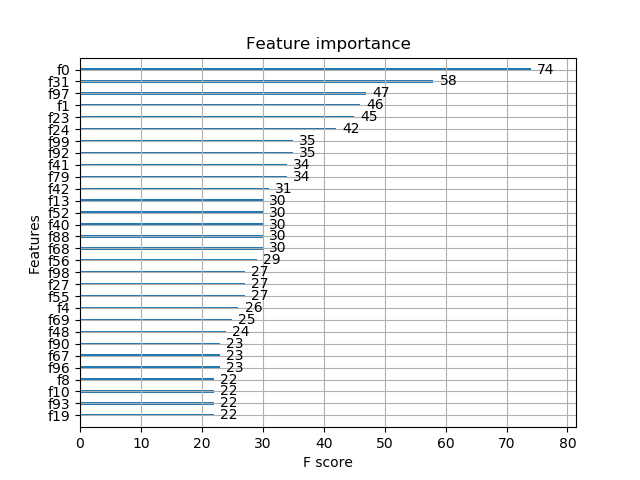 Feature importance
Features
f0 74
f31 58
f97 47
f1 46
f23 45
f24 42
f99 35
f92 35
f41 34
f79 34
f42 31
f13 30
f52 30
f40 30
f88 30
f68 30
f56 29
f98 27
f27 27
f55 27
f4 26
f69 25
f48 24
f90 23
f67 23
f96 23
f8 22
f10 22
f93 22
f19 22
0 10 20 30 40 50 60 70 80
F score